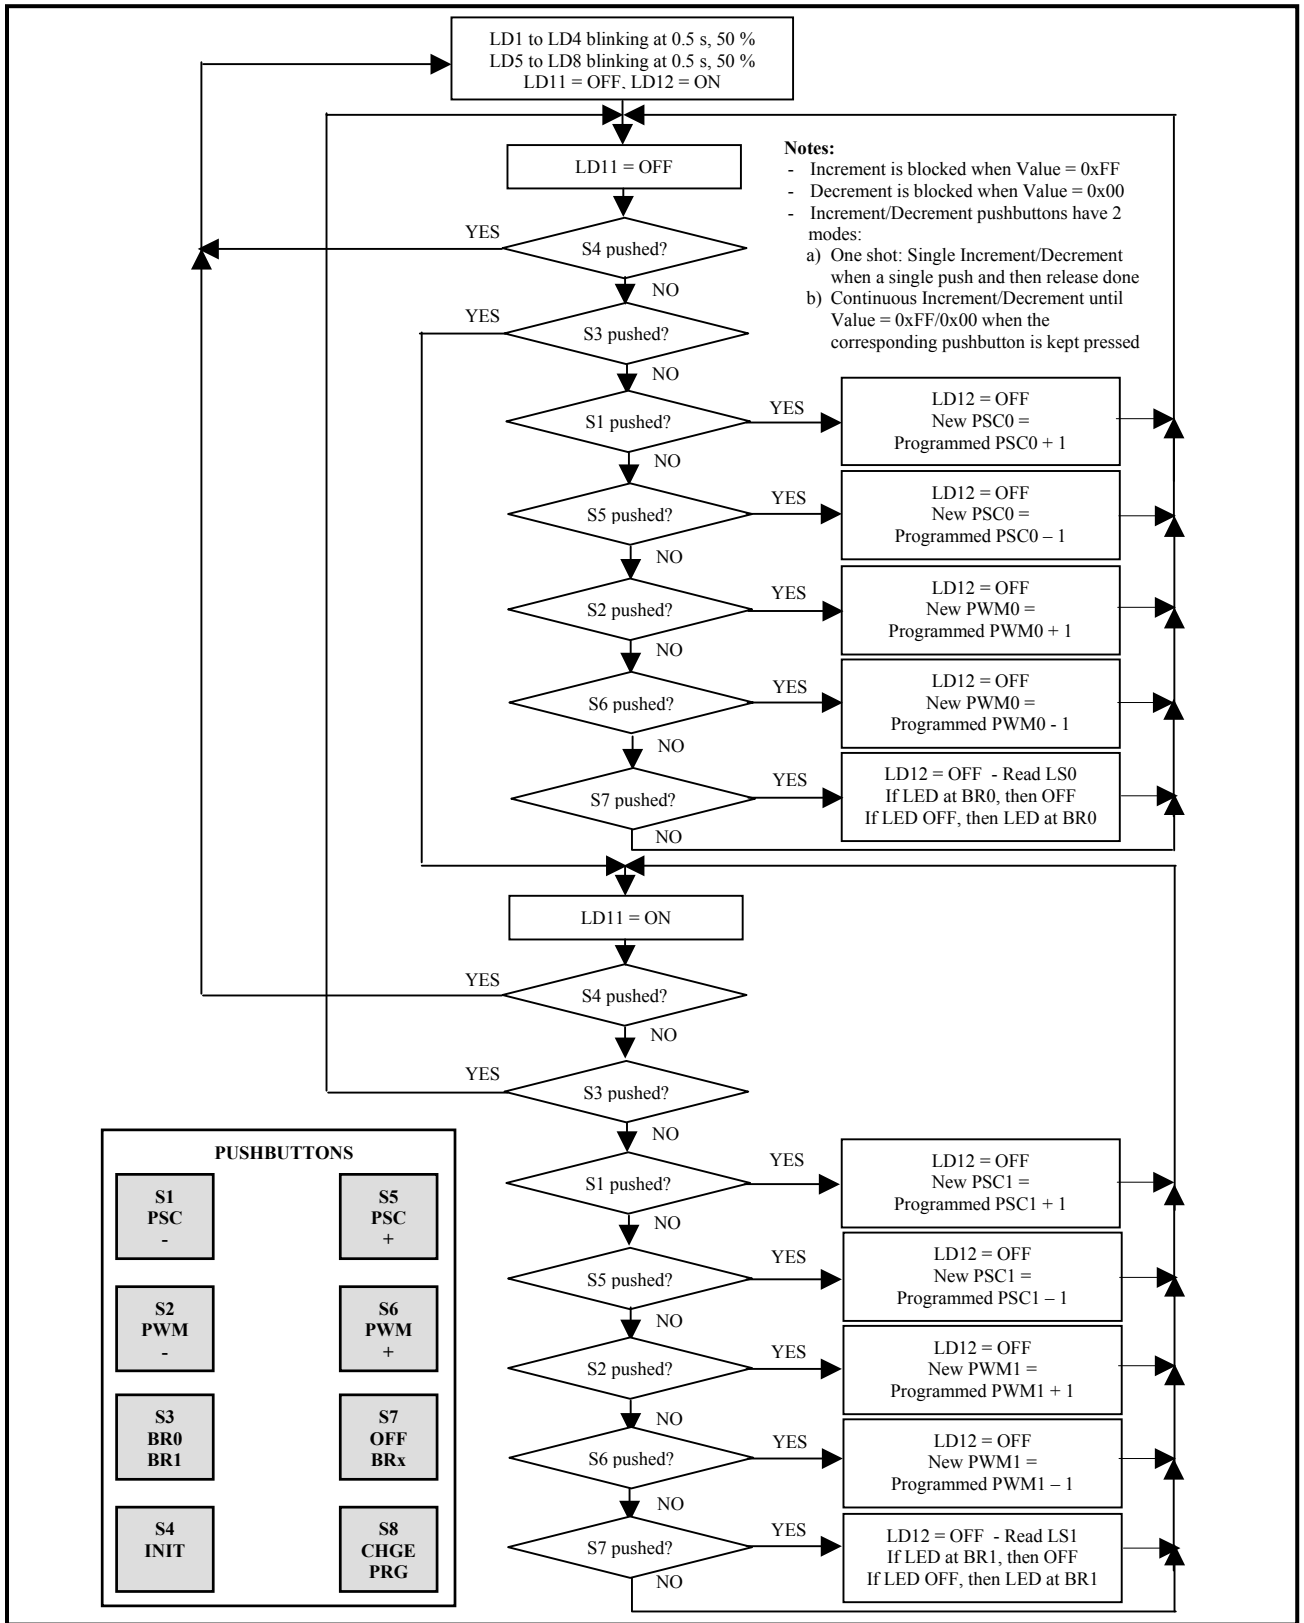 LD1 to LD4 blinking at 0.5 s, 50 %
LD5 to LD8 blinking at 0.5 s, 50 %
LD11 = OFF, LD12 = ON
LD11 = OFF
Notes:
- Increment is blocked when Value = 0xFF
- Decrement is blocked when Value = 0x00
- Increment/Decrement pushbuttons have 2
modes:
a) One shot: Single Increment/Decrement
when a single push and then release done
b) Continuous Increment/Decrement until
Value = 0xFF/0x00 when the
corresponding pushbutton is kept pressed
YES
S4 pushed?
NO
YES
S3 pushed?
NO
S1 pushed?
YES
LD12 = OFF
New PSC0 =
Programmed PSC0 + 1
NO
S5 pushed?
YES
LD12 = OFF
New PSC0 =
Programmed PSC0 – 1
NO
S2 pushed?
YES
LD12 = OFF
New PWM0 =
Programmed PWM0 + 1
NO
S6 pushed?
YES
LD12 = OFF
New PWM0 =
Programmed PWM0 - 1
NO
S7 pushed?
YES
LD12 = OFF - Read LS0
If LED at BR0, then OFF
If LED OFF, then LED at BR0
NO
LD11 = ON
YES
S4 pushed?
NO
YES
S3 pushed?
NO
S1 pushed?
YES
LD12 = OFF
New PSC1 =
Programmed PSC1 + 1
NO
S5 pushed?
YES
LD12 = OFF
New PSC1 =
Programmed PSC1 – 1
NO
S2 pushed?
YES
LD12 = OFF
New PWM1 =
Programmed PWM1 + 1
NO
S6 pushed?
YES
LD12 = OFF
New PWM1 =
Programmed PWM1 – 1
NO
S7 pushed?
YES
LD12 = OFF - Read LS1
If LED at BR1, then OFF
If LED OFF, then LED at BR1
NO
PUSHBUTTONS
S1
PSC
-
S5
PSC
+
S2
PWM
-
S6
PWM
+
S3
BR0
BR1
S7
OFF
BRx
S4
INIT
S8
CHGE
PRG